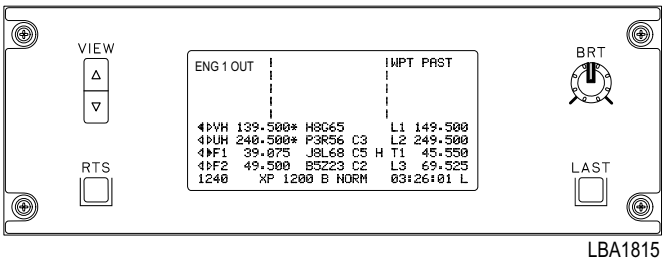 VIEW
BRT
ENG 1 OUT
WPT PAST
VH 139.500* H8G65 L1 149.500
UH 240.500* P3R56 C3 L2 249.500
F1 39.075 J8L68 C5 H T1 45.550
F2 49.500 B5Z23 C2 L3 69.525
1240 XP 1200 B NORM 03:26:01 L
RTS
LAST
LBA1815